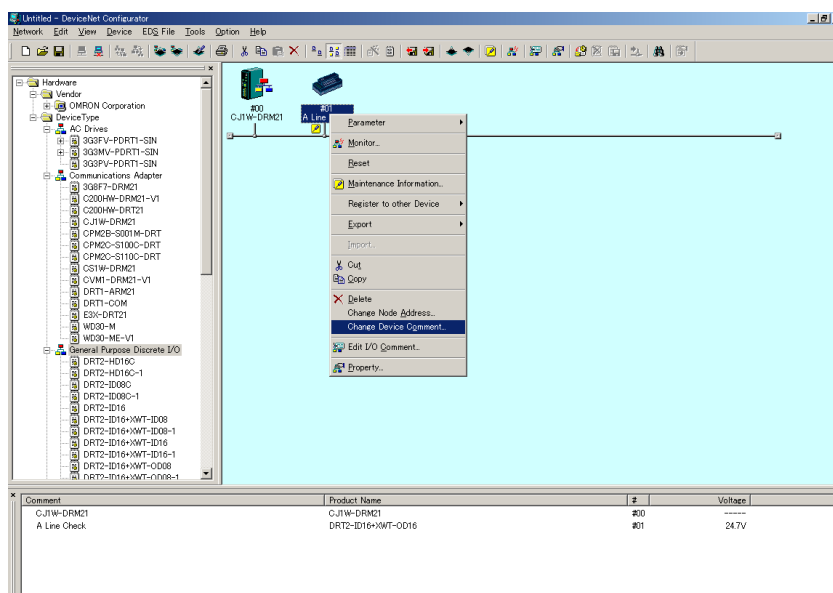 Untitled - DeviceNet Configurator
Network Edit View Device EDS File Tools Option Help
Hardware
Vendor
OMRON Corporation
DeviceType
AC Drives
3G3FV-PDRT1-SIN
3G3MV-PDRT1-SIN
3G3PV-PDRT1-SIN
Communications Adapter
3G8F7-DRM21
C200HW-DRM21-V1
C200HW-DRT21
CJ1W-DRM21
CPM2B-S001M-DRT
CPM2C-S100C-DRT
CPM2C-S110C-DRT
CS1W-DRM21
CVM1-DRM21-V1
DRT1-ARM21
DRT1-COM
E3X-DRT21
WD30-M
WD30-ME-V1
General Purpose Discrete I/O
DRT2-HD16C
DRT2-HD16C-1
DRT2-ID08C
DRT2-ID08C-1
DRT2-ID16
DRT2-ID16+XWT-ID08
DRT2-ID16+XWT-ID08-1
DRT2-ID16+XWT-ID16
DRT2-ID16+XWT-ID16-1
DRT2-ID16+XWT-OD08
DRT2-ID16+XWT-OD08-1
#00
CJ1W-DRM21
#01
A Line
Parameter
Monitor...
Reset
Maintenance Information...
Register to other Device
Export
Import...
Cut
Copy
Delete
Change Node Address...
Change Device Comment...
Edit I/O Comment...
Property...
Comment Product Name # Voltage
CJ1W-DRM21 CJ1W-DRM21 #00 -----
A Line Check DRT2-ID16+XWT-OD16 #01 24.7V